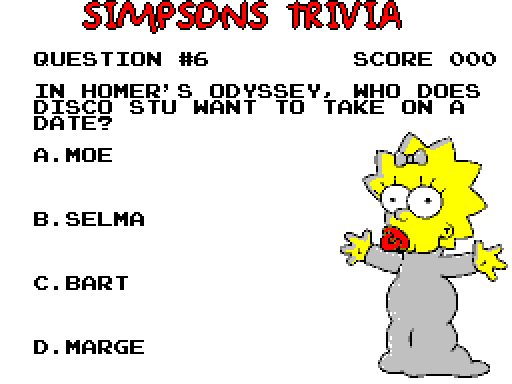 SIMPSONS TRIVIA
QUESTION #6 SCORE 000
IN HOMER'S ODYSSEY, WHO DOES
DISCO STU WANT TO TAKE ON A
DATE?
A.MOE
B.SELMA
C.BART
D.MARGE